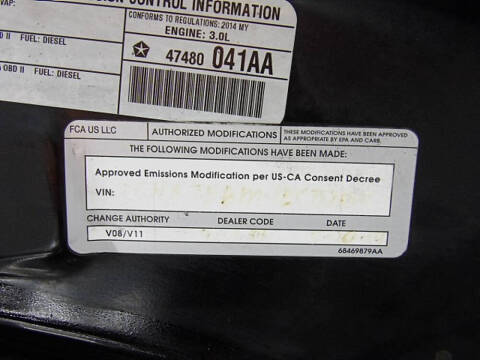 CONTROL INFORMATION
VAP:
CONFORMS TO REGULATIONS: 2014 MY
OBD II FUEL: DIESEL
ENGINE: 3.0L
47480 041AA
OBD II FUEL: DIESEL
FCA US LLC
AUTHORIZED MODIFICATIONS
THESE MODIFICATIONS HAVE BEEN APPROVED
AS APPROPRIATE BY EPA AND CARB.
THE FOLLOWING MODIFICATIONS HAVE BEEN MADE:
Approved Emissions Modification per US-CA Consent Decree
VIN:
CHANGE AUTHORITY DEALER CODE DATE
V08/V11
68469879AA